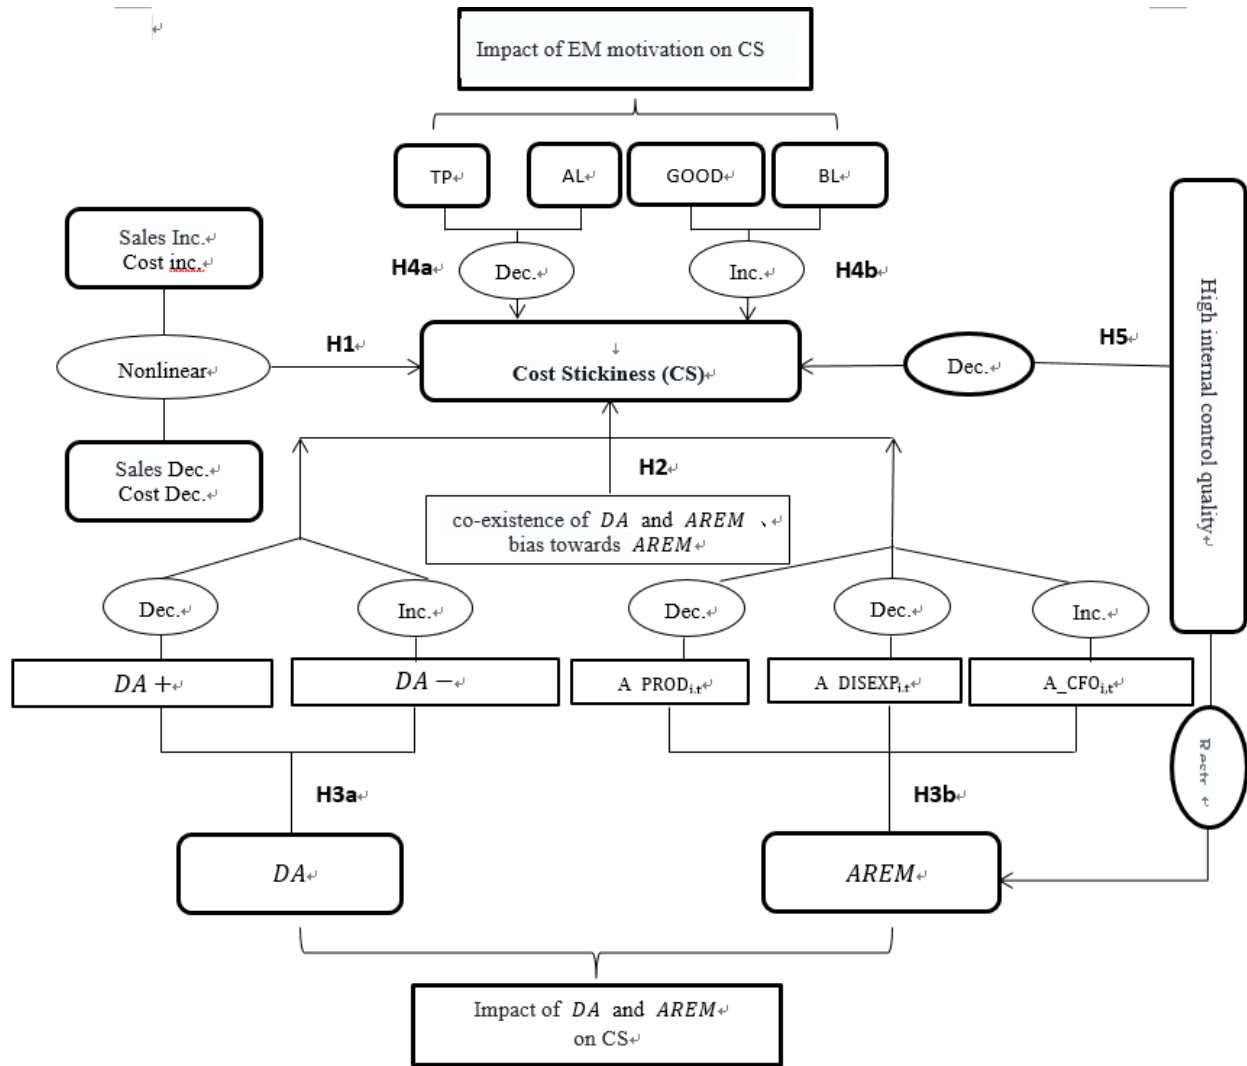 Impact of EM motivation on CS
TP
AL
GOOD
BL
Sales Inc.
Cost inc.
H4a
Dec.
Inc.
H4b
High internal control quality
Nonlinear
H1
Cost Stickiness (CS)
Dec.
H5
Sales Dec.
Cost Dec.
H2
co-existence of DA and AREM 、
bias towards AREM
Dec.
Inc.
Dec.
Dec.
Inc.
DA +
DA −
A PRODi,t
A DISEXPi,t
A_CFOi,t
H3a
H3b
DA
AREM
Impact of DA and AREM
on CS